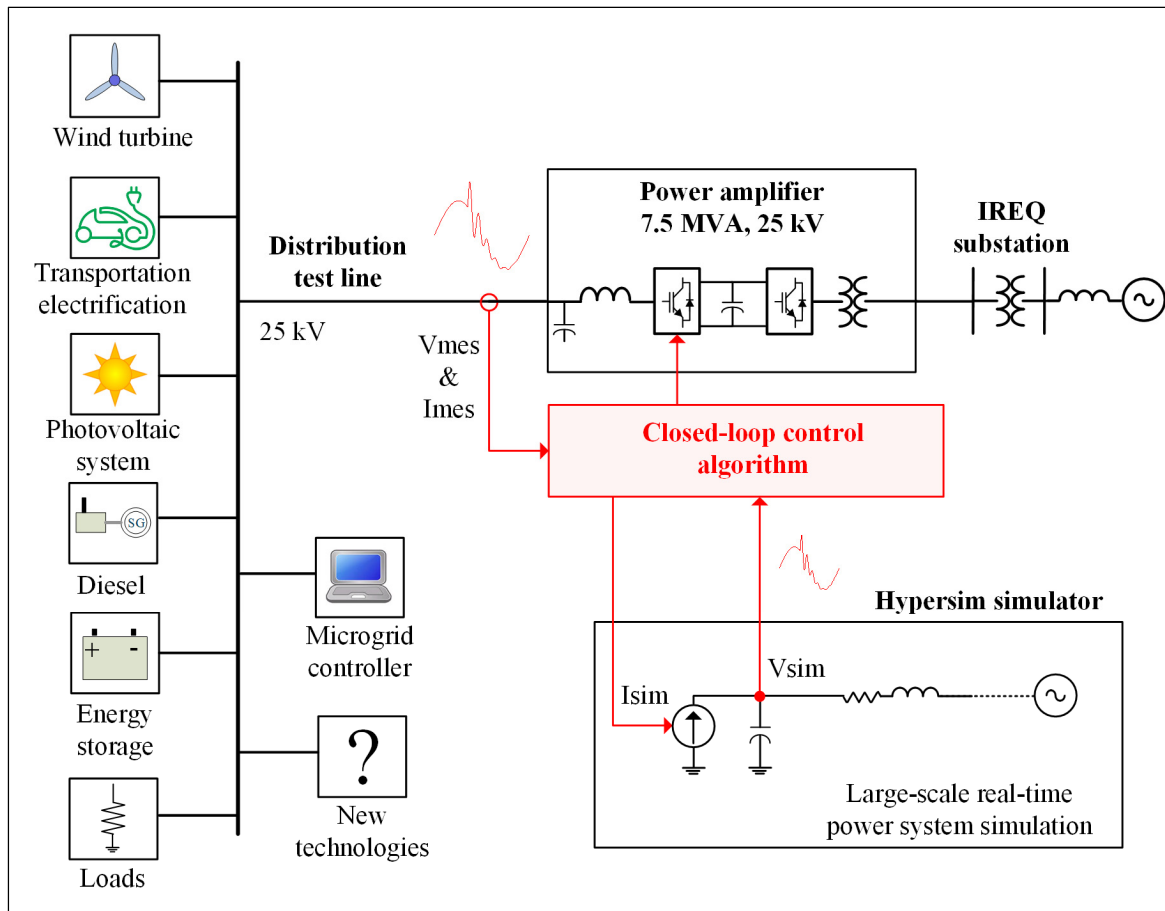 Wind turbine
Transportation
electrification
Photovoltaic
system
SG
Diesel
+ -
Energy
storage
Loads
Microgrid
controller
?
New
technologies
Distribution
test line
25 kV
Vmes
&
Imes
Power amplifier
7.5 MVA, 25 kV
IREQ
substation
Closed-loop control
algorithm
Hypersim simulator
Isim
Vsim
Large-scale real-time
power system simulation